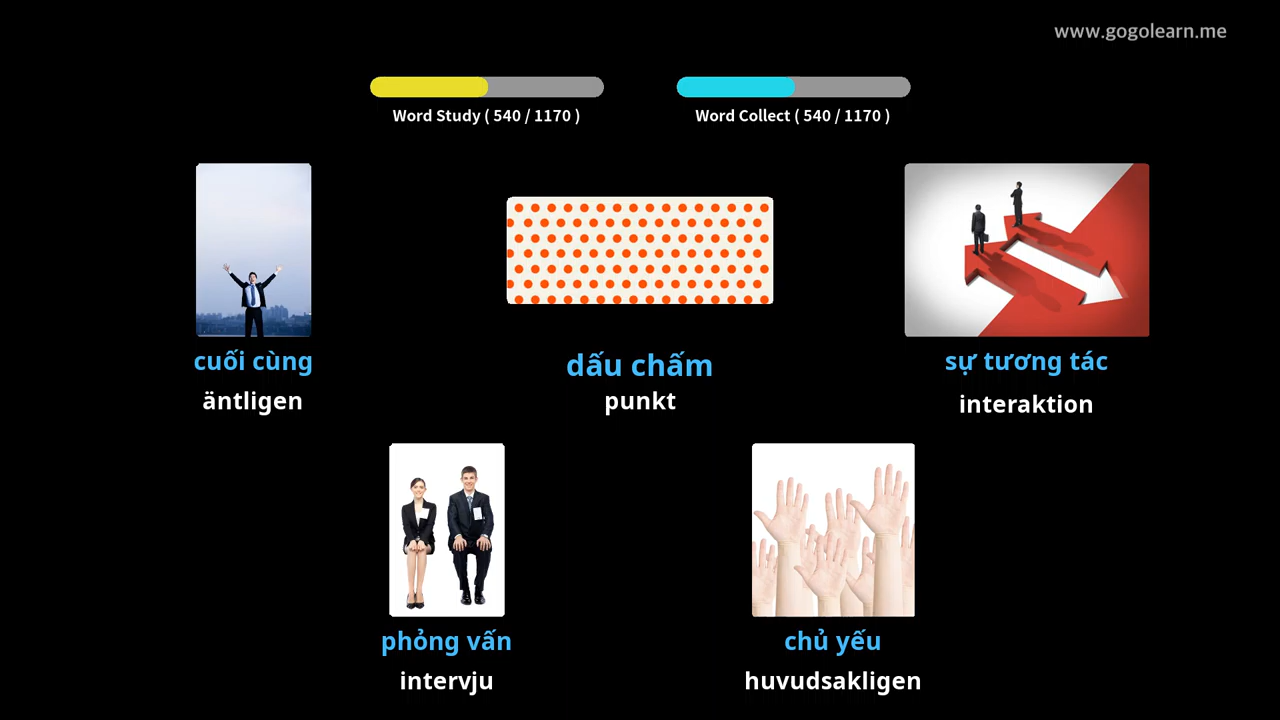 www.gogolearn.me
Word Study ( 540 / 1170 )
Word Collect ( 540 / 1170 )
cuối cùng
äntligen
dấu chấm
punkt
sự tương tác
interaktion
phỏng vấn
intervju
chủ yếu
huvudsakligen